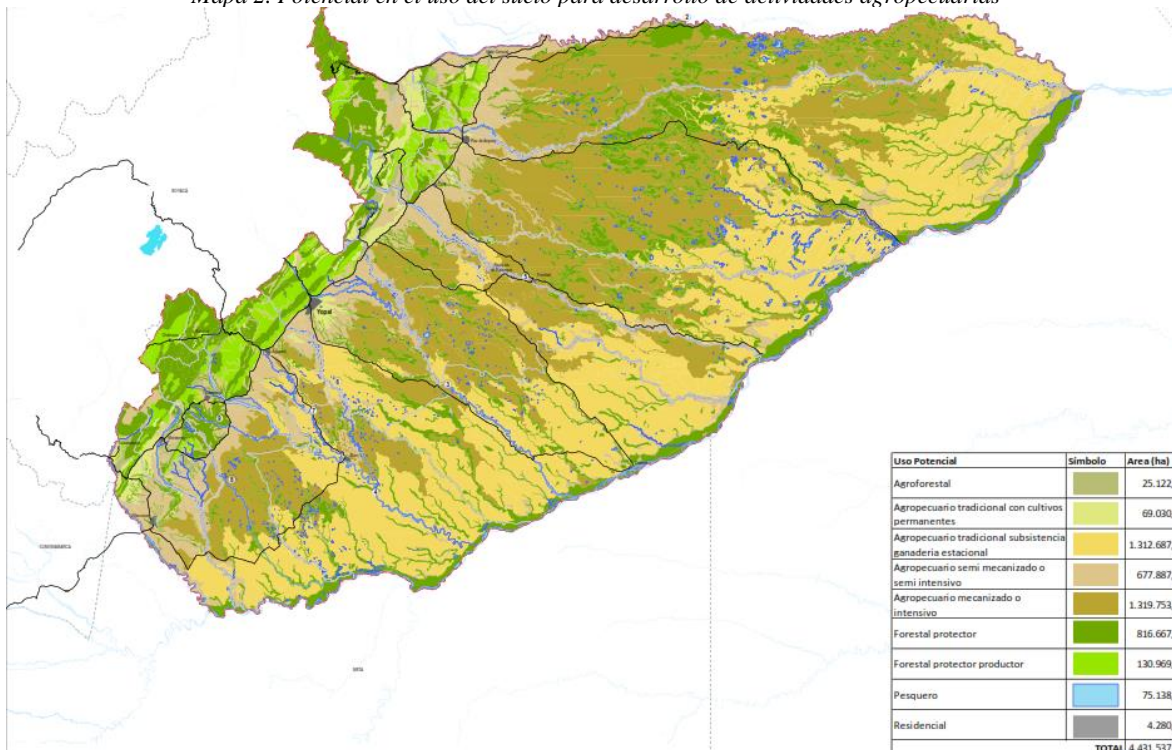 Mapa 2. Potencial en el uso del suelo para desarrollo de actividades agropecuarias
Yopal
Uso Potencial Símbolo Area (ha)
Agroforestal 25.122,
Agropecuario tradicional con cultivos
permanentes
69.030,
Agropecuario tradicional subsistencia
ganaderia estacional
1.312.687,
Agropecuario semi mecanizado o
semi intensivo
677.887,
Agropecuario mecanizado o
intensivo
1.319.753,
Forestal protector 816.667,
Forestal protector productor 130.969,
Pesquero 75.138,
Residencial 4.280,
TOTAL 4.431.537